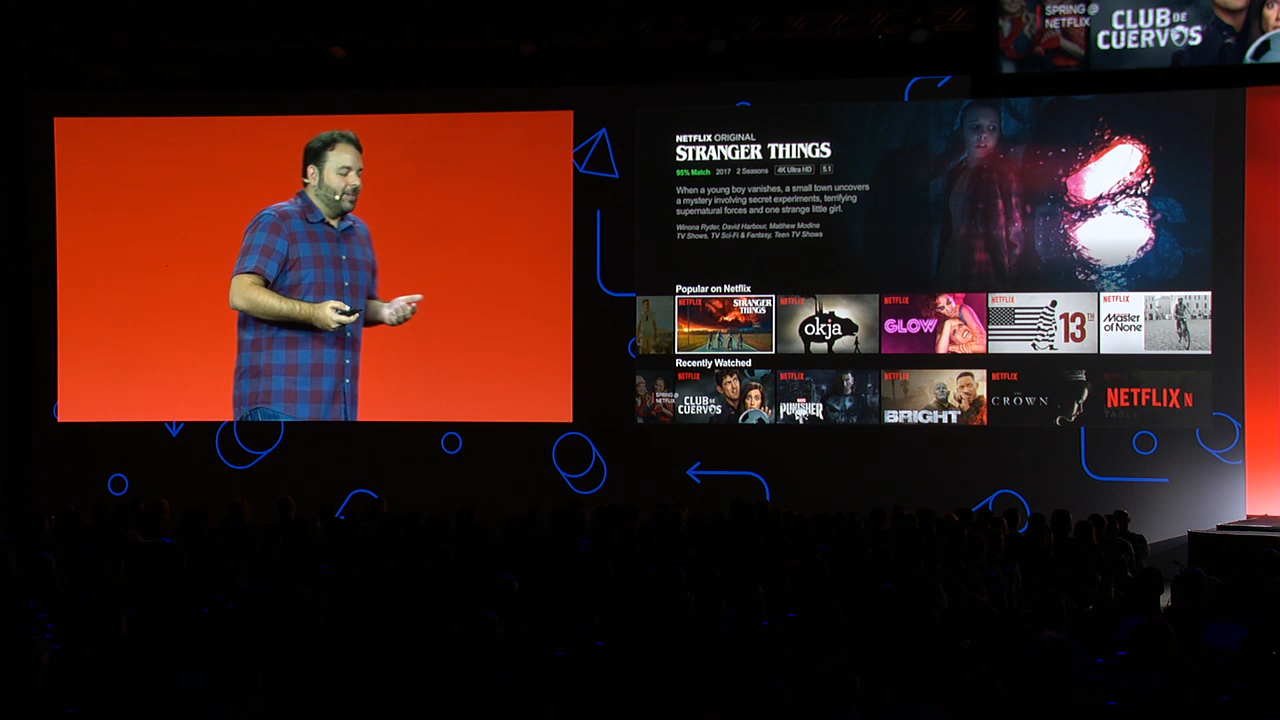 SPRING @
NETFLIX
CLUB DE
CUERVOS
NETFLIX ORIGINAL
STRANGER THINGS
95% Match 2017 2 Seasons 4K Ultra HD 5.1
When a young boy vanishes, a small town uncovers
a mystery involving secret experiments, terrifying
supernatural forces and one strange little girl.
Winona Ryder, David Harbour, Matthew Modine
TV Shows, TV Sci-Fi & Fantasy, Teen TV Shows
Popular on Netflix
NETFLIX
STRANGER
THINGS
NETFLIX
okja
NETFLIX
GLOW
NETFLIX
13TH
NETFLIX
Master
of None
Recently Watched
SPRING @
NETFLIX
NETFLIX
CLUB DE
CUERVOS
NETFLIX
MARVEL
PUNISHER
NETFLIX
BRIGHT
NETFLIX
THE
CROWN
NETFLIX N
TABLE